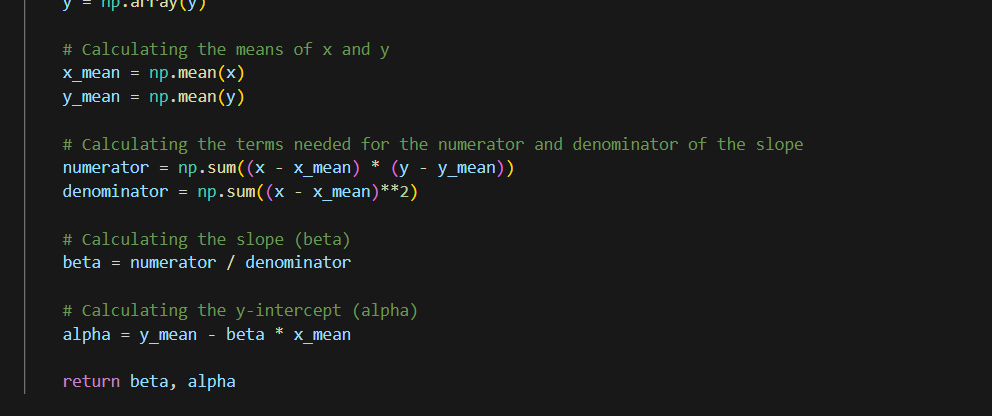 y = np.array(y)
# Calculating the means of x and y
x_mean = np.mean(x)
y_mean = np.mean(y)
# Calculating the terms needed for the numerator and denominator of the slope
numerator = np.sum((x - x_mean) * (y - y_mean))
denominator = np.sum((x - x_mean)**2)
# Calculating the slope (beta)
beta = numerator / denominator
# Calculating the y-intercept (alpha)
alpha = y_mean - beta * x_mean
return beta, alpha